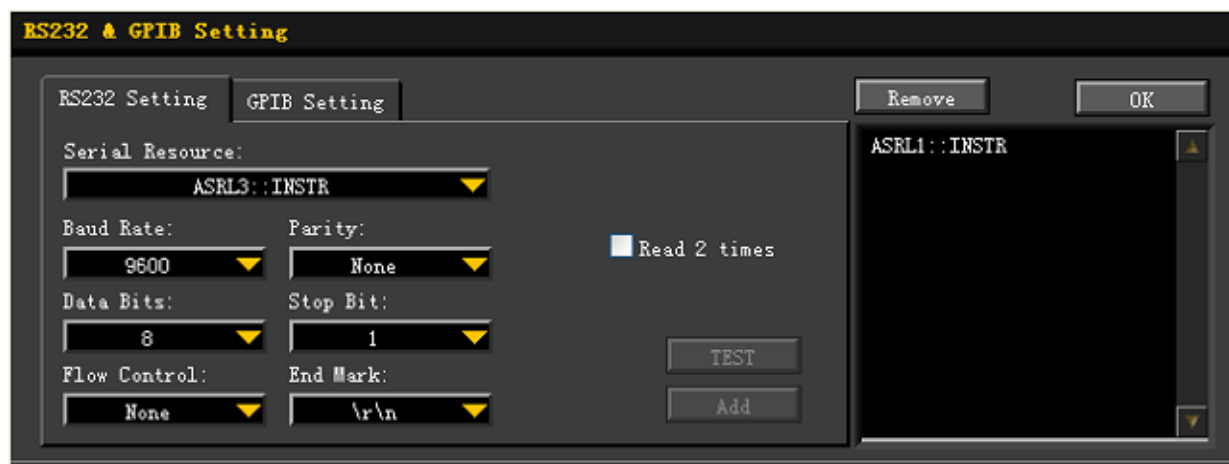 RS232 & GPIB Setting
RS232 Setting
GPIB Setting
Remove
OK
Serial Resource:
ASRL3::INSTR
ASRL1::INSTR
Baud Rate:
Parity:
9600
None
Read 2 times
Data Bits:
Stop Bit:
8
1
TEST
Flow Control:
End Mark:
None
\r\n
Add